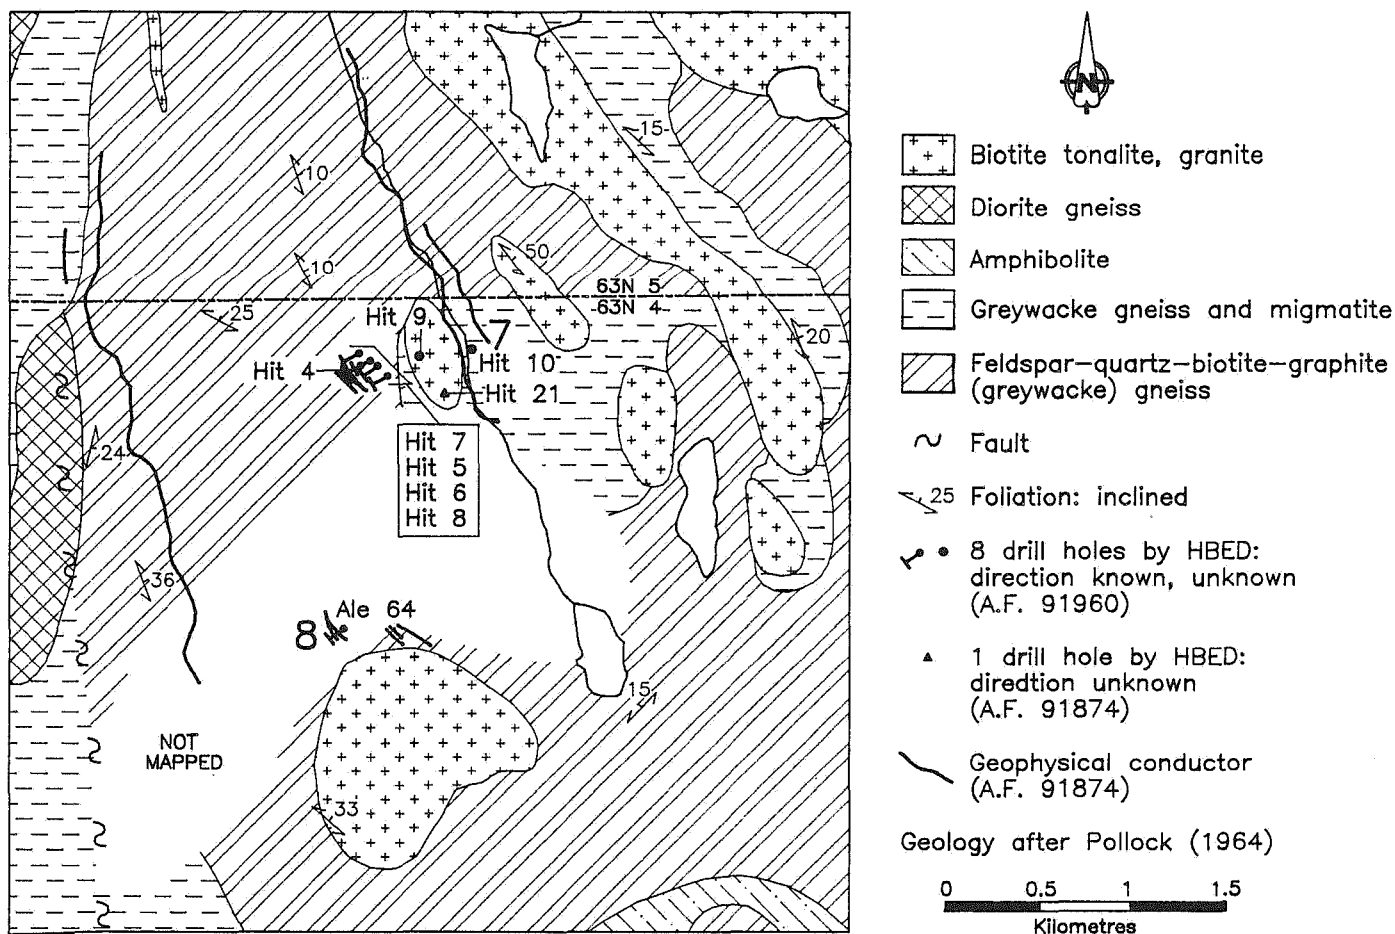 N
15
10
50
10
63N 5
63N 4
25
Hit 9
7
20
Hit 4
Hit 10
Hit 21
Hit 7
Hit 5
Hit 6
Hit 8
24
36
Ale 64
8
15
NOT
MAPPED
33
Biotite tonalite, granite
Diorite gneiss
Amphibolite
Greywacke gneiss and migmatite
Feldspar-quartz-biotite-graphite
(greywacke) gneiss
Fault
25 Foliation: inclined
8 drill holes by HBED:
direction known, unknown
(A.F. 91960)
1 drill hole by HBED:
diredtion unknown
(A.F. 91874)
Geophysical conductor
(A.F. 91874)
Geology after Pollock (1964)
0 0.5 1 1.5
Kilometres